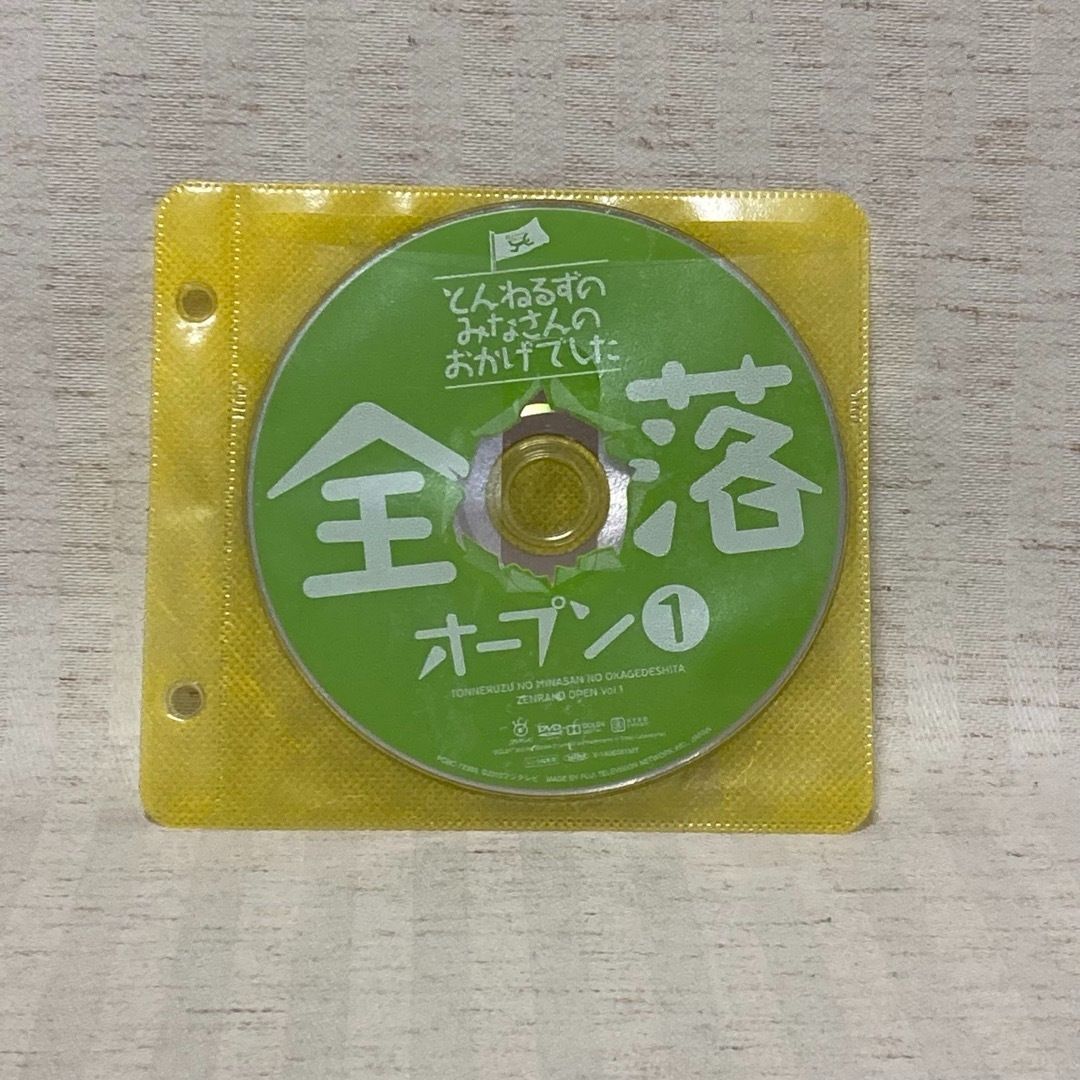 とんねるずの
みなさんの
おかげでした
全落
オープン1
TONNERUZU NO MINASAN NO OKAGEDESHITA
ZENRAKU OPEN vol.1
DVD
MADE BY FUJI TELEVISION NETWORK, INC. JAPAN